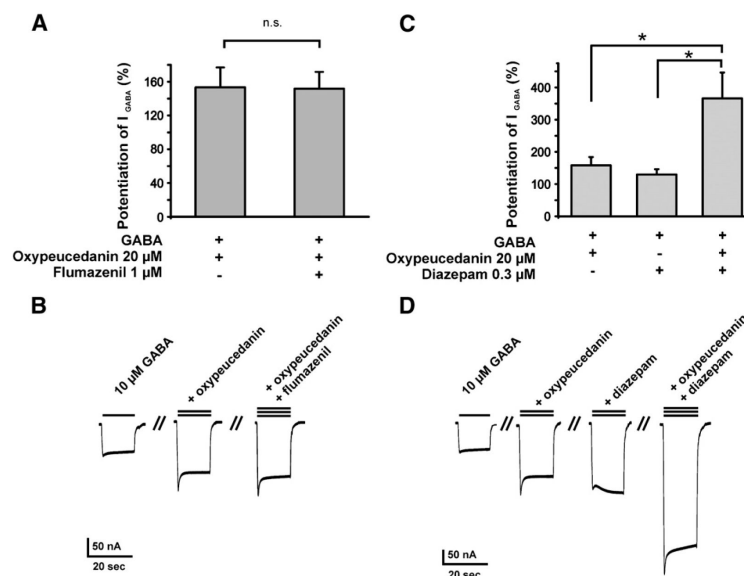 A
n.s.
Potentiation of I GABA (%)
160
120
80
40
0
GABA + +
Oxypeucedanin 20 µM + +
Flumazenil 1 µM - +
C
*
*
Potentiation of I GABA (%)
400
300
200
100
0
GABA + + +
Oxypeucedanin 20 µM + - +
Diazepam 0.3 µM - + +
B
10 µM GABA
+ oxypeucedanin
+ oxypeucedanin
+ flumazenil
//
//
50 nA
20 sec
D
10 µM GABA
+ oxypeucedanin
+ diazepam
+ oxypeucedanin
+ diazepam
//
//
//
50 nA
20 sec